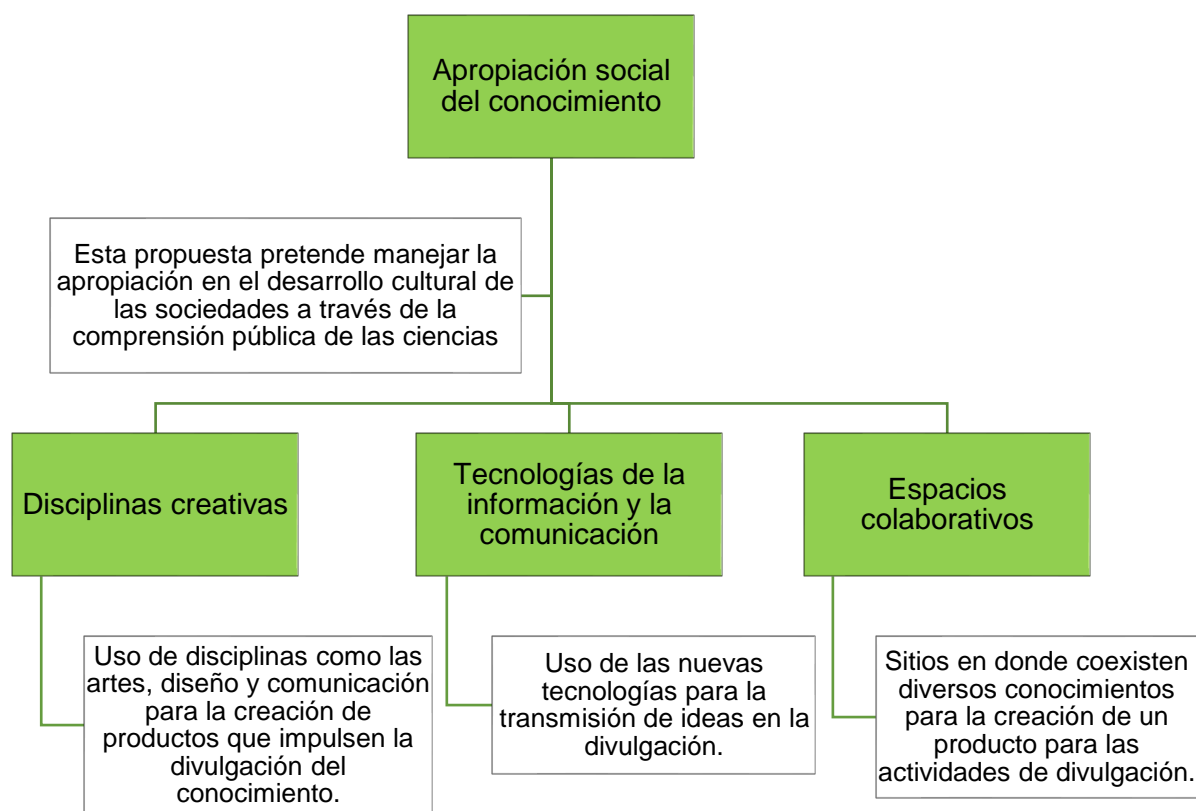 Apropiación social
del conocimiento
Esta propuesta pretende manejar la
apropiación en el desarrollo cultural de
las sociedades a través de la
comprensión pública de las ciencias
Disciplinas creativas
Tecnologías de la
información y la
comunicación
Espacios
colaborativos
Uso de disciplinas como las
artes, diseño y comunicación
para la creación de
productos que impulsen la
divulgación del
conocimiento.
Uso de las nuevas
tecnologías para la
transmisión de ideas en la
divulgación.
Sitios en donde coexisten
diversos conocimientos
para la creación de un
producto para las
actividades de divulgación.